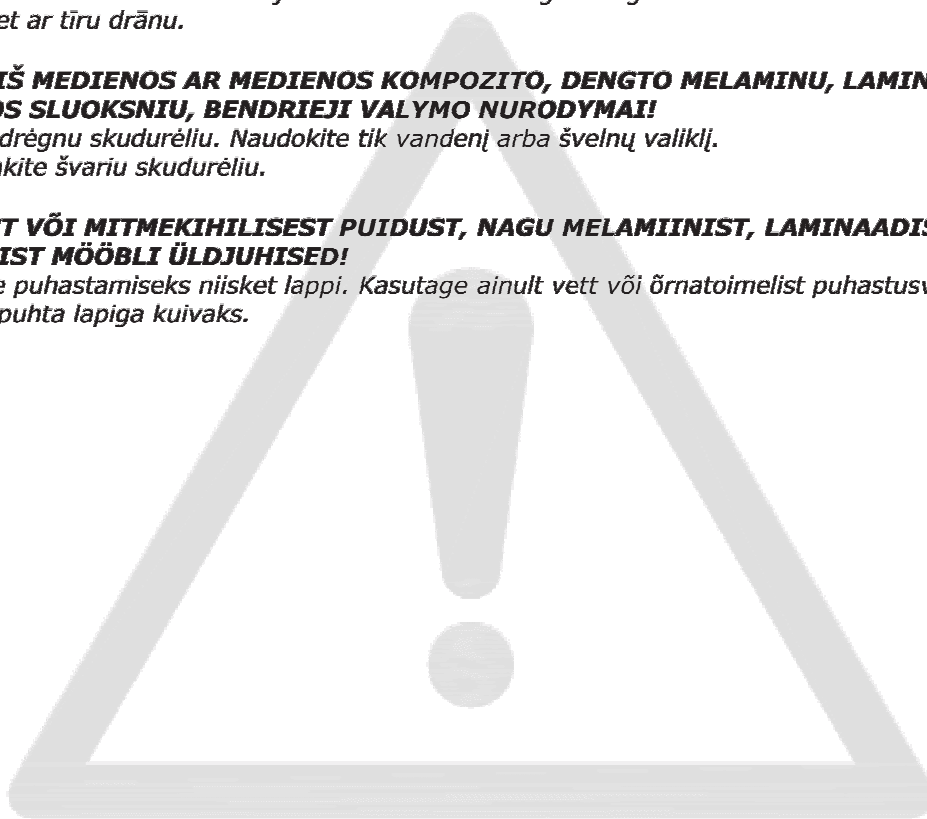 et ar tīru drānu.
IŠ MEDIENOS AR MEDIENOS KOMPOZITO, DENGTO MELAMINU, LAMIN
OS SLUOKSNIU, BENDRIEJI VALYMO NURODYMAI!
drėgnu skudurėliu. Naudokite tik vandenį arba švelnų valiklį.
kite švariu skudurėliu.
T VÕI MITMEKIHILISEST PUIDUST, NAGU MELAMIINIST, LAMINAADIS
IST MÖÖBLI ÜLDJUHISED!
e puhastamiseks niisket lappi. Kasutage ainult vett või õrnatoimelist puhastusv
puhta lapiga kuivaks.